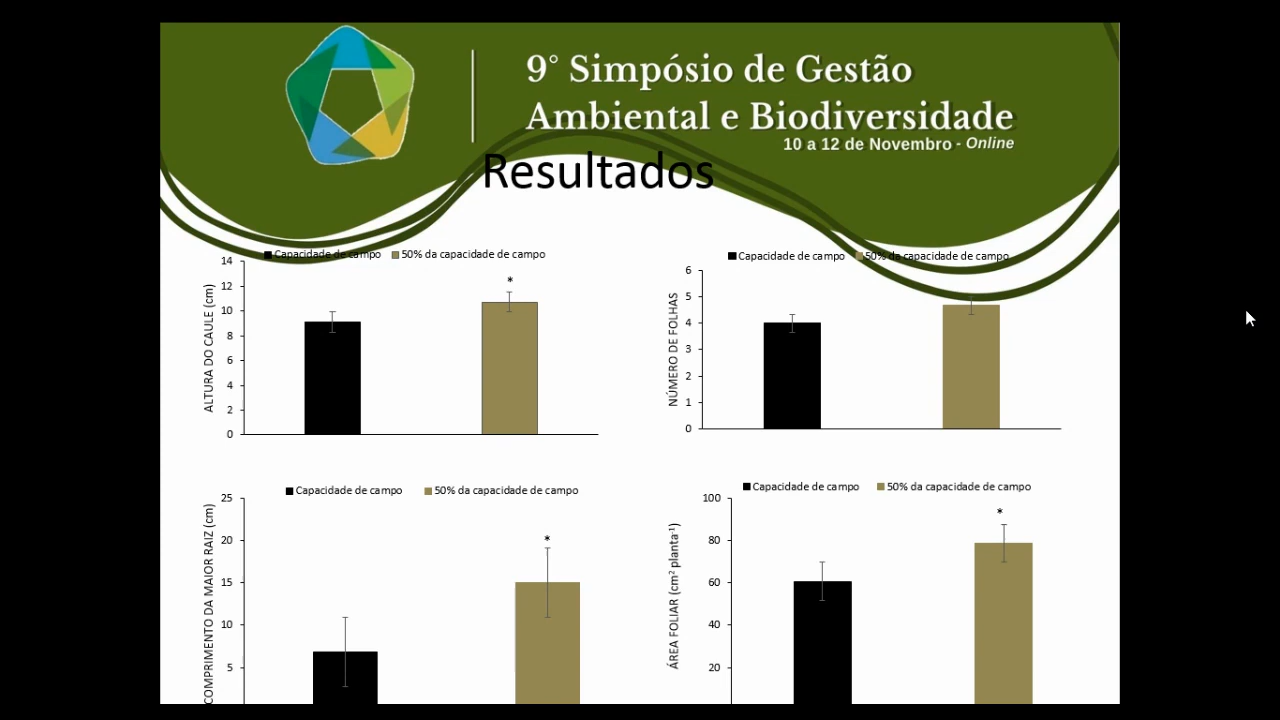 9° Simpósio de Gestão
Ambiental e Biodiversidade
10 a 12 de Novembro - Online
Resultados
Capacidade de campo 50% da capacidade de campo
ALTURA DO CAULE (cm)
14
12
10
8
6
4
2
0
*
Capacidade de campo 50% da capacidade de campo
NÚMERO DE FOLHAS
6
5
4
3
2
1
0
Capacidade de campo 50% da capacidade de campo
COMPRIMENTO DA MAIOR RAIZ (cm)
25
20
15
10
5
*
Capacidade de campo 50% da capacidade de campo
ÁREA FOLIAR (cm² planta⁻¹)
100
80
60
40
20
*